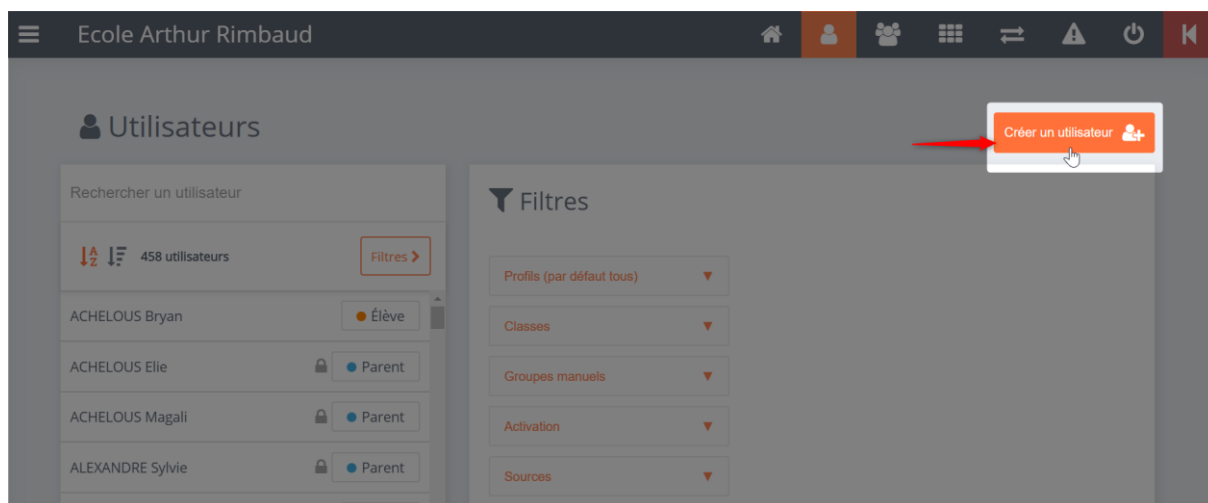 Ecole Arthur Rimbaud
Utilisateurs
Créer un utilisateur
Rechercher un utilisateur
A
Z
458 utilisateurs
Filtres
ACHELOUS Bryan
Élève
ACHELOUS Elie
Parent
ACHELOUS Magali
Parent
ALEXANDRE Sylvie
Parent
Filtres
Profils (par défaut tous)
Classes
Groupes manuels
Activation
Sources